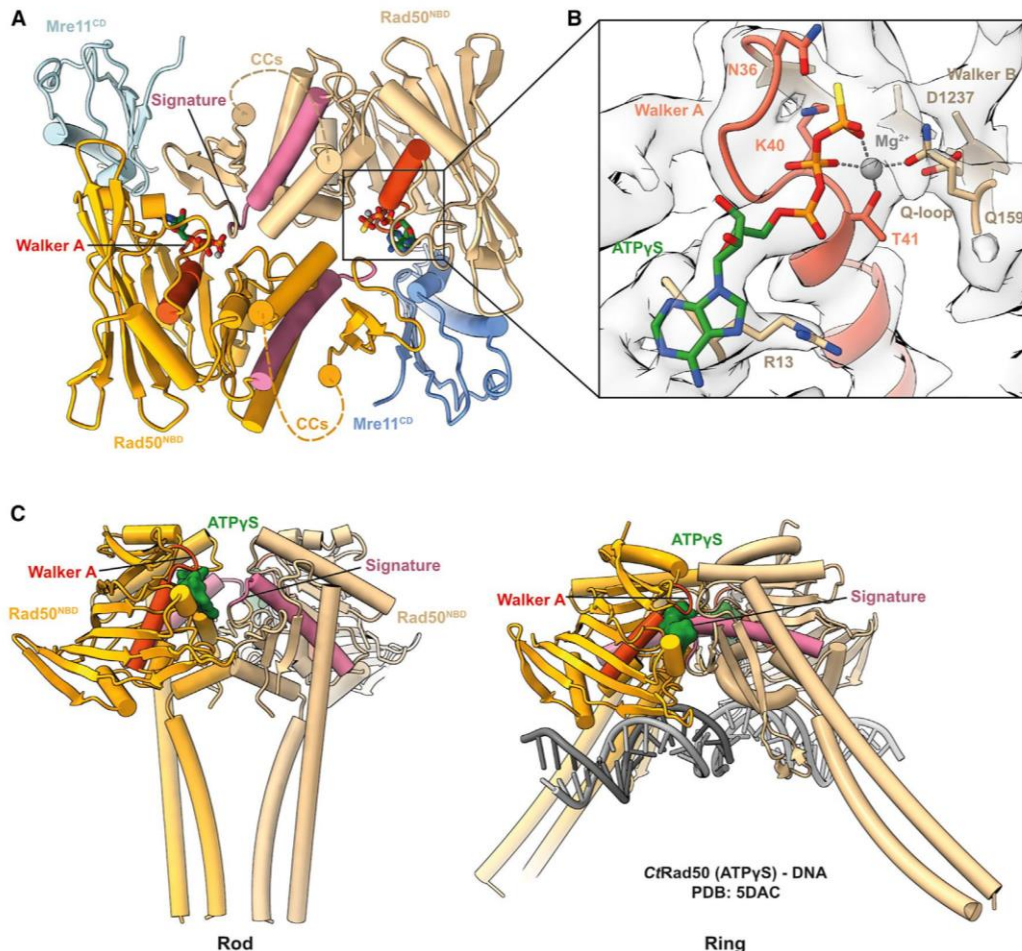 A
Mre11CD
Rad50NBD
CCs
Signature
Walker A
CCs
Rad50NBD
Mre11CD
B
N36
Walker B
D1237
Walker A
K40
Mg2+
Q-loop
Q159
T41
ATPγS
R13
C
ATPγS
Walker A
Signature
Rad50NBD
Rad50NBD
Rod
ATPγS
Walker A
Signature
CtRad50 (ATPγS) - DNA
PDB: 5DAC
Ring